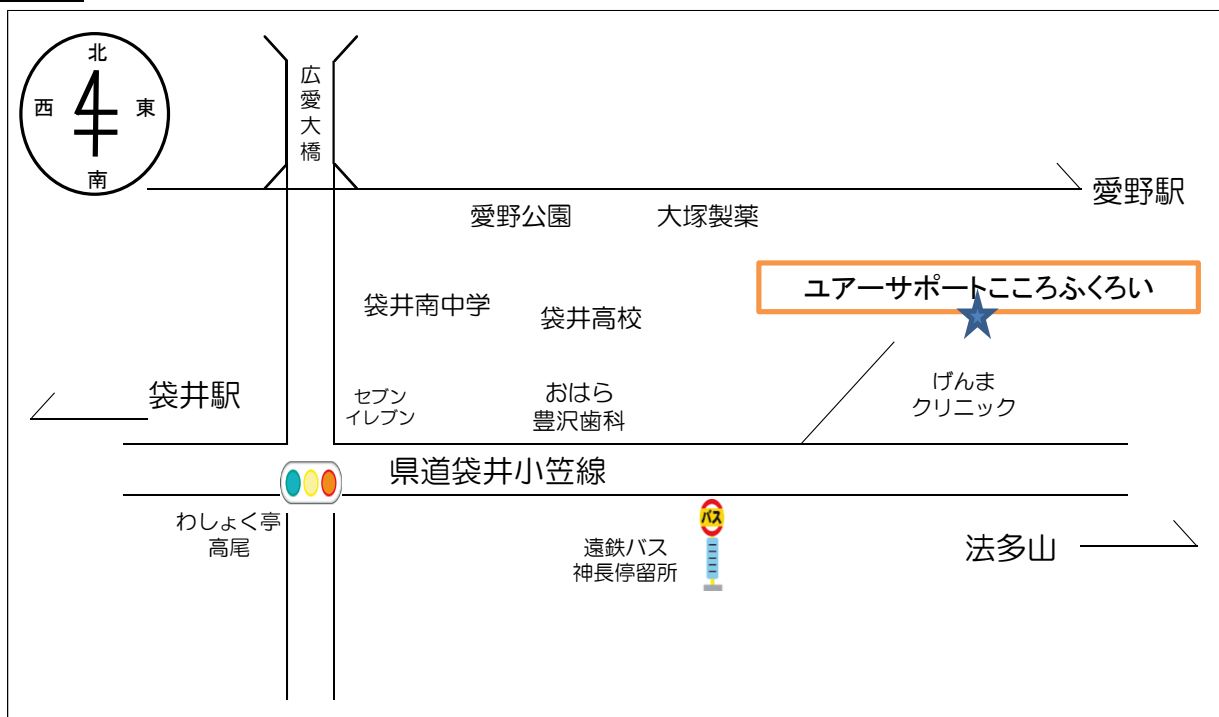 北
西
東
南
広愛大橋
愛野駅
愛野公園
大塚製薬
ユアーサポートこころふくろい
袋井南中学
袋井高校
げんま
クリニック
袋井駅
セブン
イレブン
おはら
豊沢歯科
県道袋井小笠線
わしょく亭
高尾
バス
遠鉄バス
神長停留所
法多山